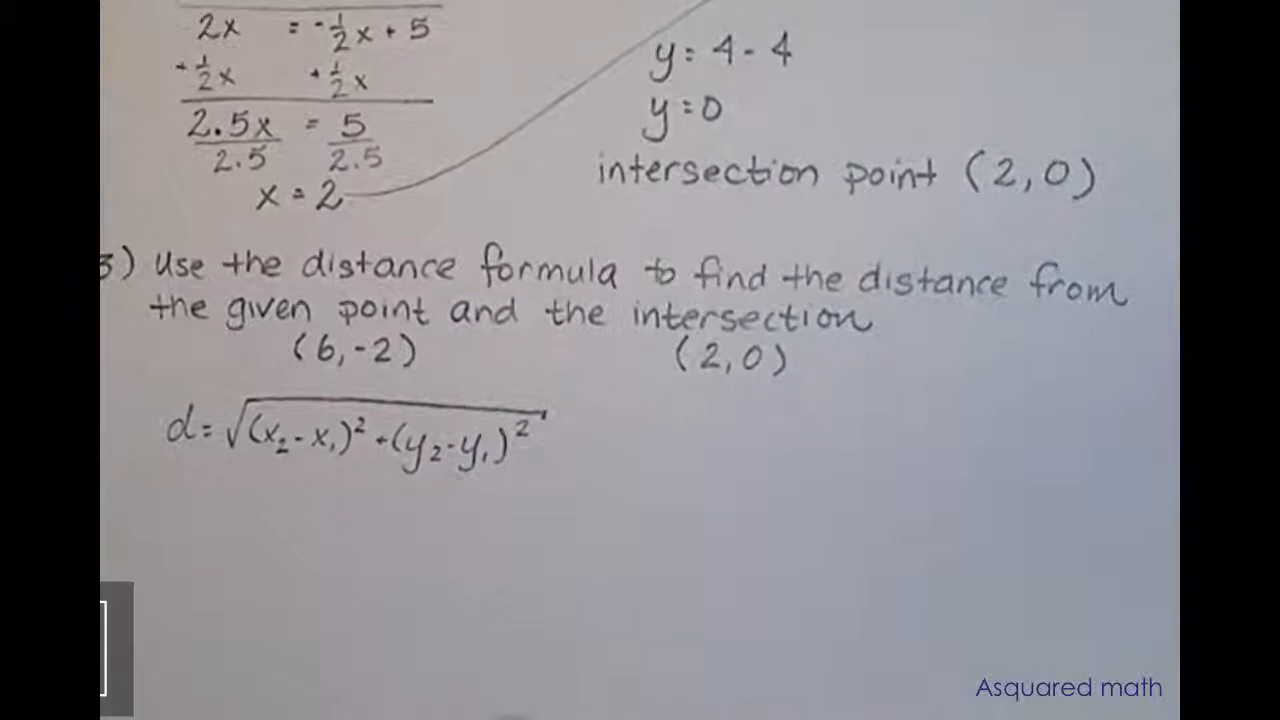 2x = -1/2x + 5
+1/2x +1/2x
2.5x = 5
2.5 2.5
x = 2
y = 4 - 4
y = 0
intersection point (2, 0)
3) Use the distance formula to find the distance from
the given point and the intersection
(6, -2) (2, 0)
d = √(x₂ - x₁)² + (y₂ - y₁)²
Asquared math